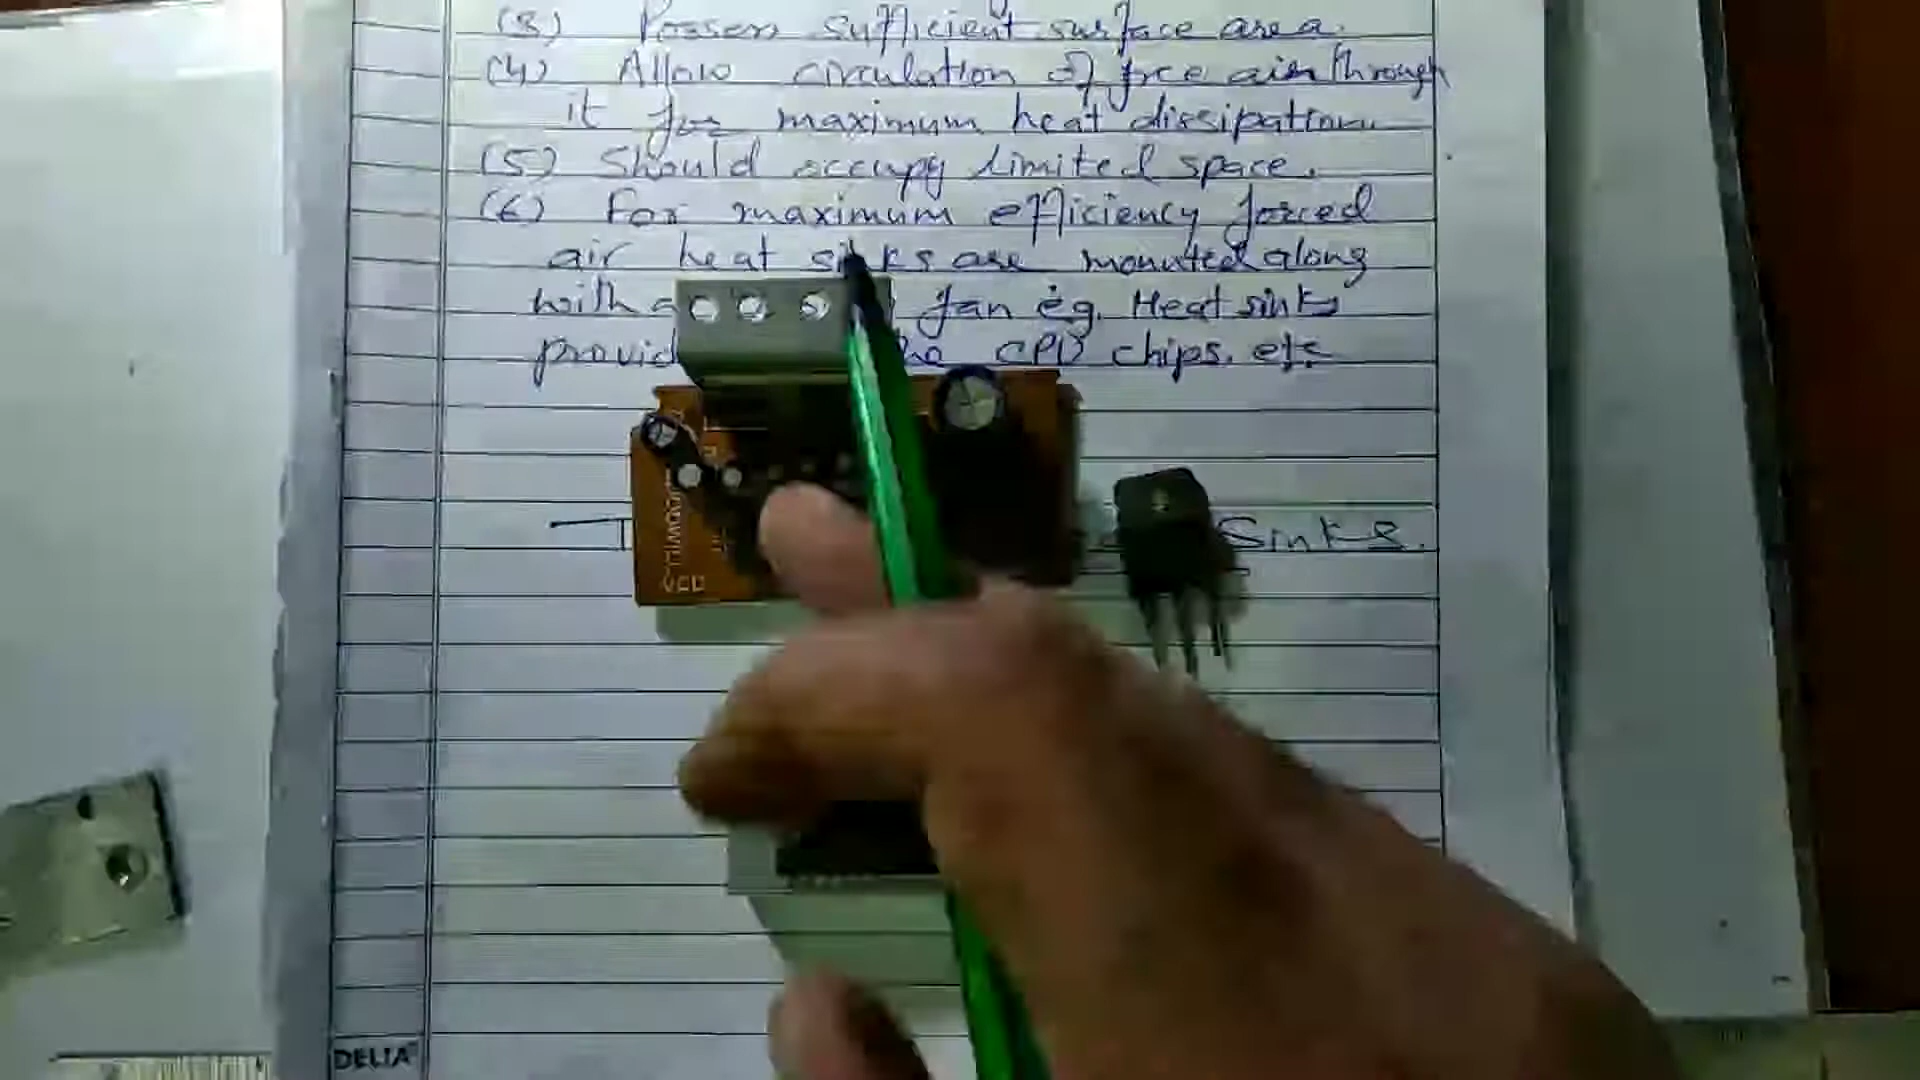 (3) Possess sufficient surface area.
(4) Allow circulation of free air through
it for maximum heat dissipation.
(5) Should occupy limited space.
(6) For maximum efficiency forced
air heat sinks are mounted along
with a fan eg. Heat sinks
provid CPU chips. etc
Sinks.
DELTA